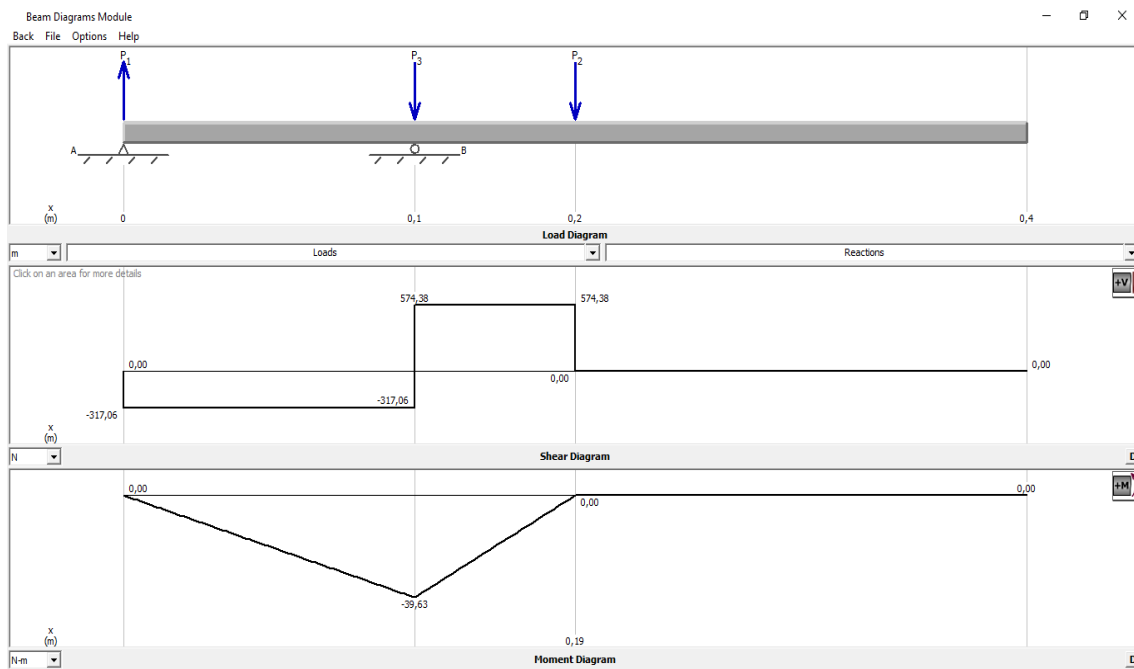 Beam Diagrams Module
Back File Options Help
P1 P3 P2
A B
x
(m) 0 0,1 0,2 0,4
Load Diagram
m Loads Reactions
Click on an area for more details
+V
574,38 574,38
0,00 0,00 0,00
-317,06 -317,06
x
(m)
N Shear Diagram D
+M
0,00 0,00 0,00
-39,63
x
(m) 0,19
N-m Moment Diagram D